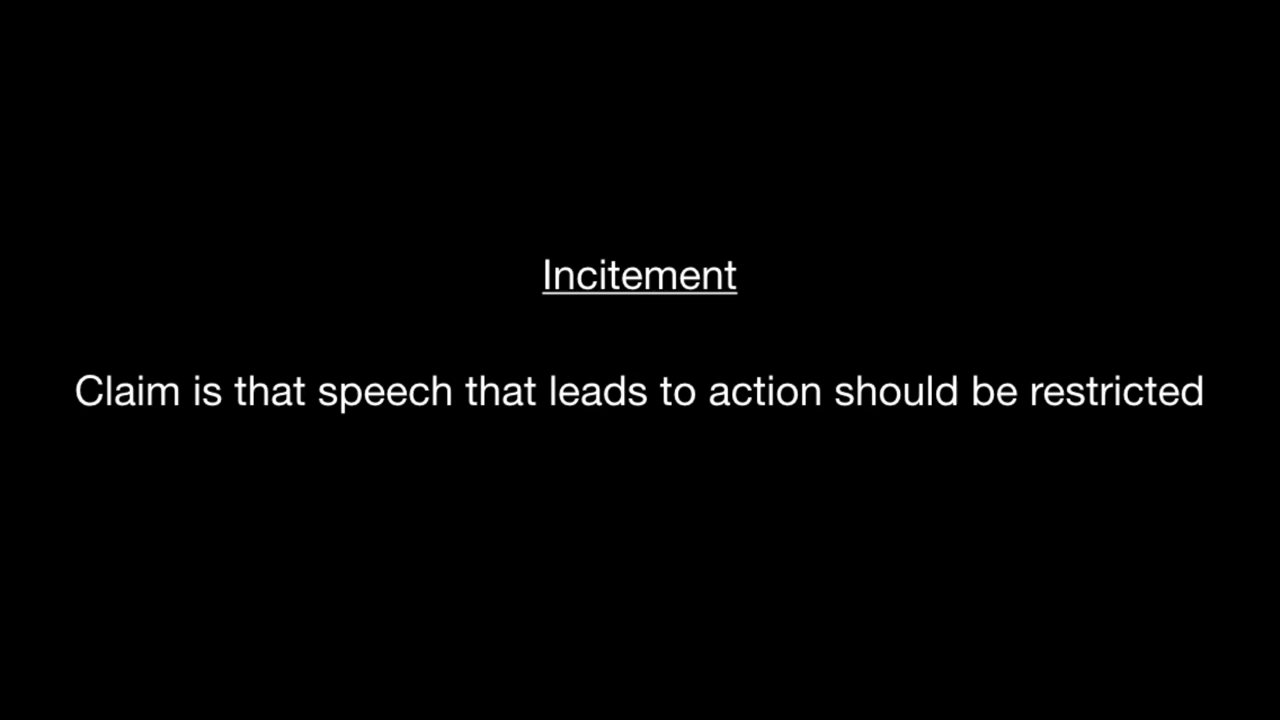 Incitement
Claim is that speech that leads to action should be restricted